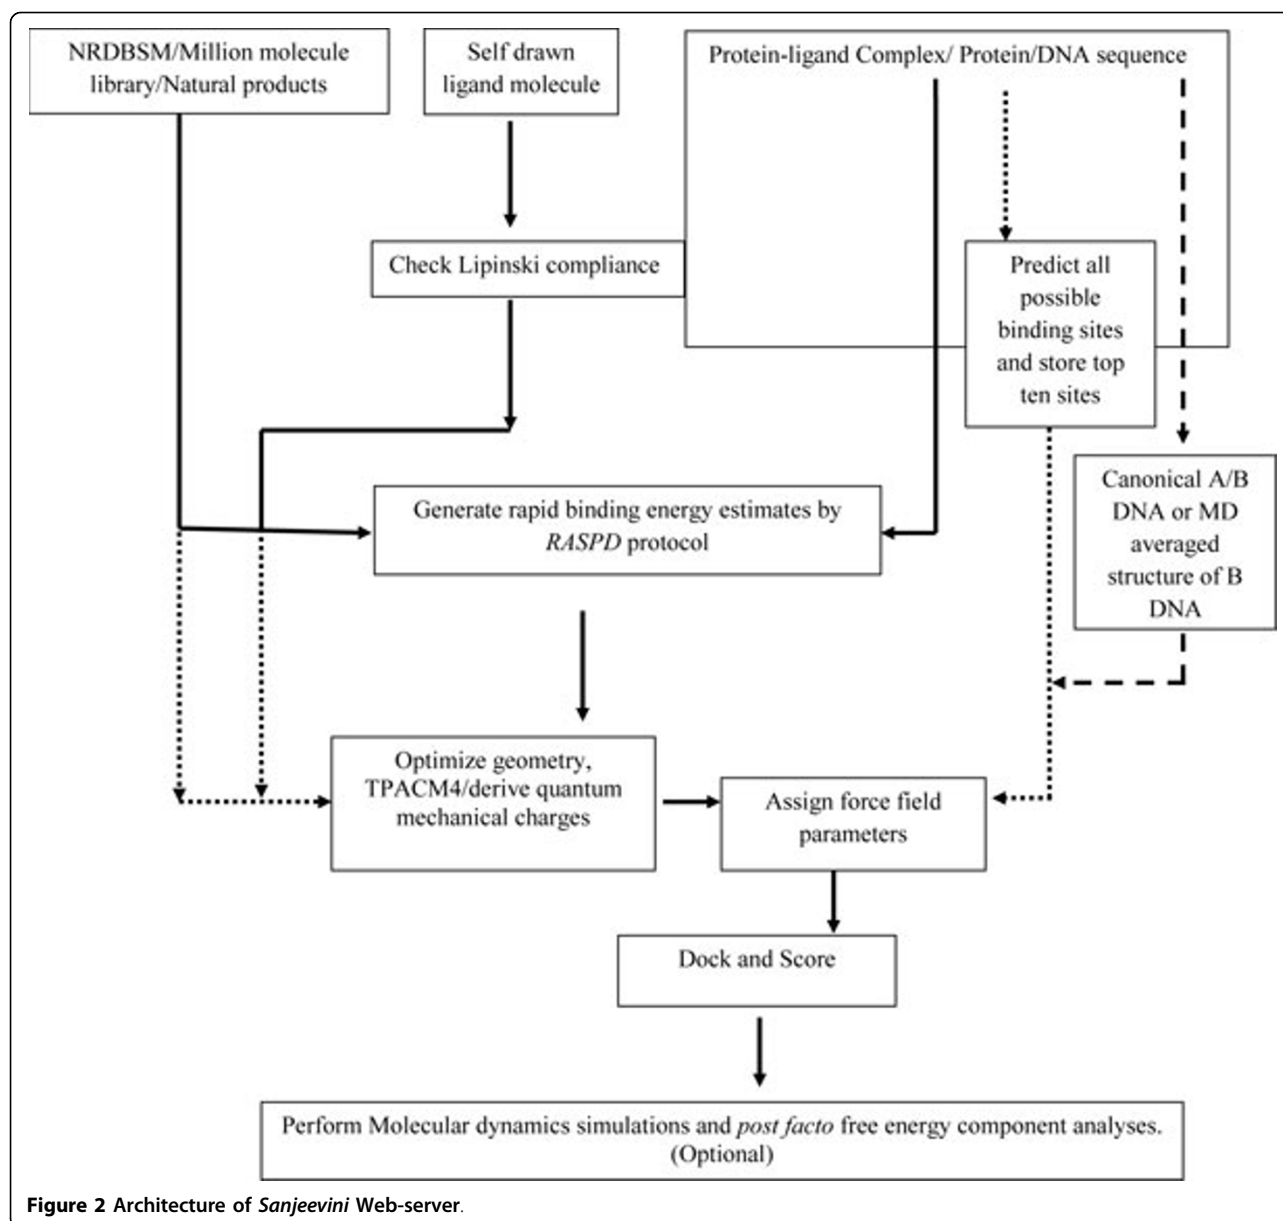 NRDBSM/Million molecule
library/Natural products
Self drawn
ligand molecule
Protein-ligand Complex/ Protein/DNA sequence
Check Lipinski compliance
Predict all
possible
binding sites
and store top
ten sites
Canonical A/B
DNA or MD
averaged
structure of B
DNA
Generate rapid binding energy estimates by
RASPD protocol
Optimize geometry,
TPACM4/derive quantum
mechanical charges
Assign force field
parameters
Dock and Score
Perform Molecular dynamics simulations and post facto free energy component analyses.
(Optional)
Figure 2 Architecture of Sanjeevini Web-server.